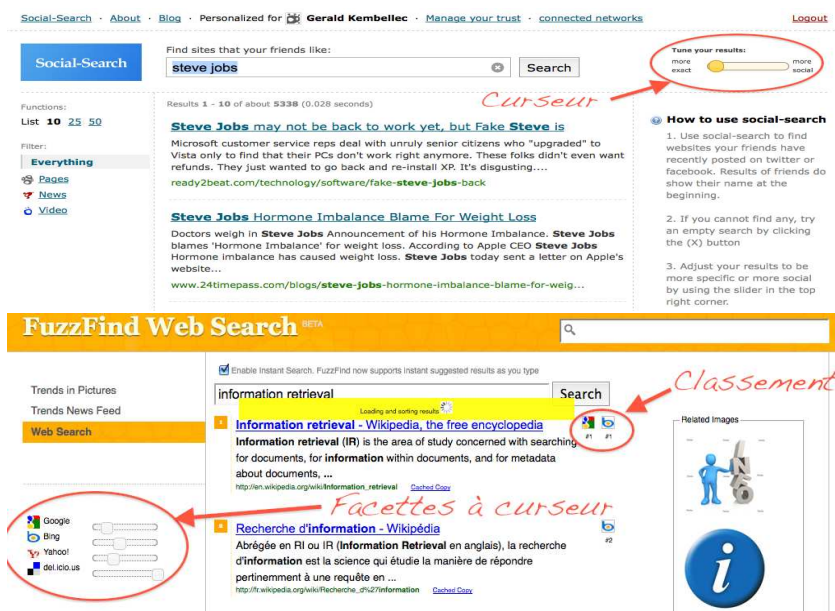 Social-Search · About · Blog · Personalized for Gerald Kembellec · Manage your trust · connected networks Logout
Social-Search
Find sites that your friends like:
steve jobs Search
Tune your results:
more exact more social
Curseur
Functions:
List 10 25 50
Filter:
Everything
Pages
News
Video
Results 1 - 10 of about 5338 (0.028 seconds)
Steve Jobs may not be back to work yet, but Fake Steve is
Microsoft customer service reps deal with unruly senior citizens who "upgraded" to
Vista only to find that their PCs don't work right anymore. These folks didn't even want
refunds. They just wanted to go back and re-install XP. It's disgusting....
ready2beat.com/technology/software/fake-steve-jobs-back
Steve Jobs Hormone Imbalance Blame For Weight Loss
Doctors weigh in Steve Jobs Announcement of his Hormone Imbalance. Steve Jobs
blames 'Hormone Imbalance' for weight loss. According to Apple CEO Steve Jobs
Hormone imbalance has caused weight loss. Steve Jobs today sent a letter on Apple's
website...
www.24timepass.com/blogs/steve-jobs-hormone-imbalance-blame-for-weig...
How to use social-search
1. Use social-search to find
websites your friends have
recently posted on twitter or
facebook. Results of friends do
show their name at the
beginning.
2. If you cannot find any, try
an empty search by clicking
the (X) button
3. Adjust your results to be
more specific or more social
by using the slider in the top
right corner.
FuzzFind Web Search BETA
Enable Instant Search. FuzzFind now supports instant suggested results as you type
information retrieval Search
Loading and sorting results
Classement
Trends in Pictures
Trends News Feed
Web Search
Information retrieval - Wikipedia, the free encyclopedia
#1 #1
Information retrieval (IR) is the area of study concerned with searching
for documents, for information within documents, and for metadata
about documents, ...
http://en.wikipedia.org/wiki/Information_retrieval Cached Copy
Facettes à curseur
Google
Bing
Yahoo!
del.icio.us
Recherche d'information - Wikipédia
#2
Abrégée en RI ou IR (Information Retrieval en anglais), la recherche
d'information est la science qui étudie la manière de répondre
pertinemment à une requête en ...
http://fr.wikipedia.org/wiki/Recherche_d%27information Cached Copy
Related Images
INFO
i